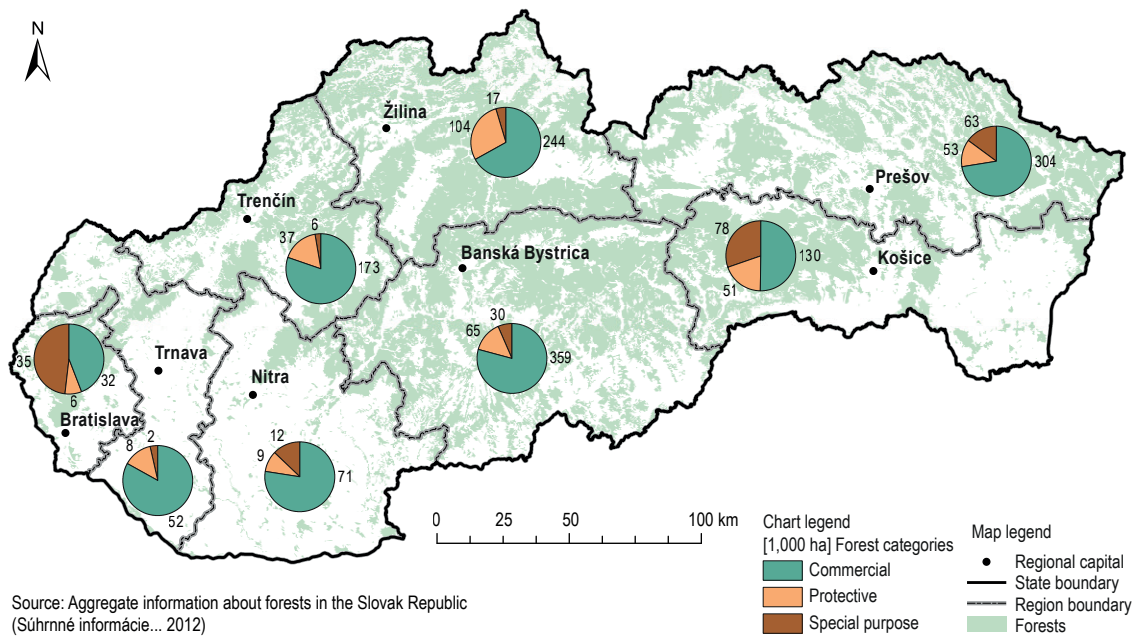 N
Žilina
17
104
244
63
53
304
Prešov
Trenčín
37
6
173
Banská Bystrica
78
130
51
Košice
65
30
359
35
32
6
Bratislava
Trnava
Nitra
8
2
52
12
9
71
0 25 50 100 km
Chart legend
[1,000 ha] Forest categories
Commercial
Protective
Special purpose
Map legend
Regional capital
State boundary
Region boundary
Forests
Source: Aggregate information about forests in the Slovak Republic
(Súhrnné informácie... 2012)